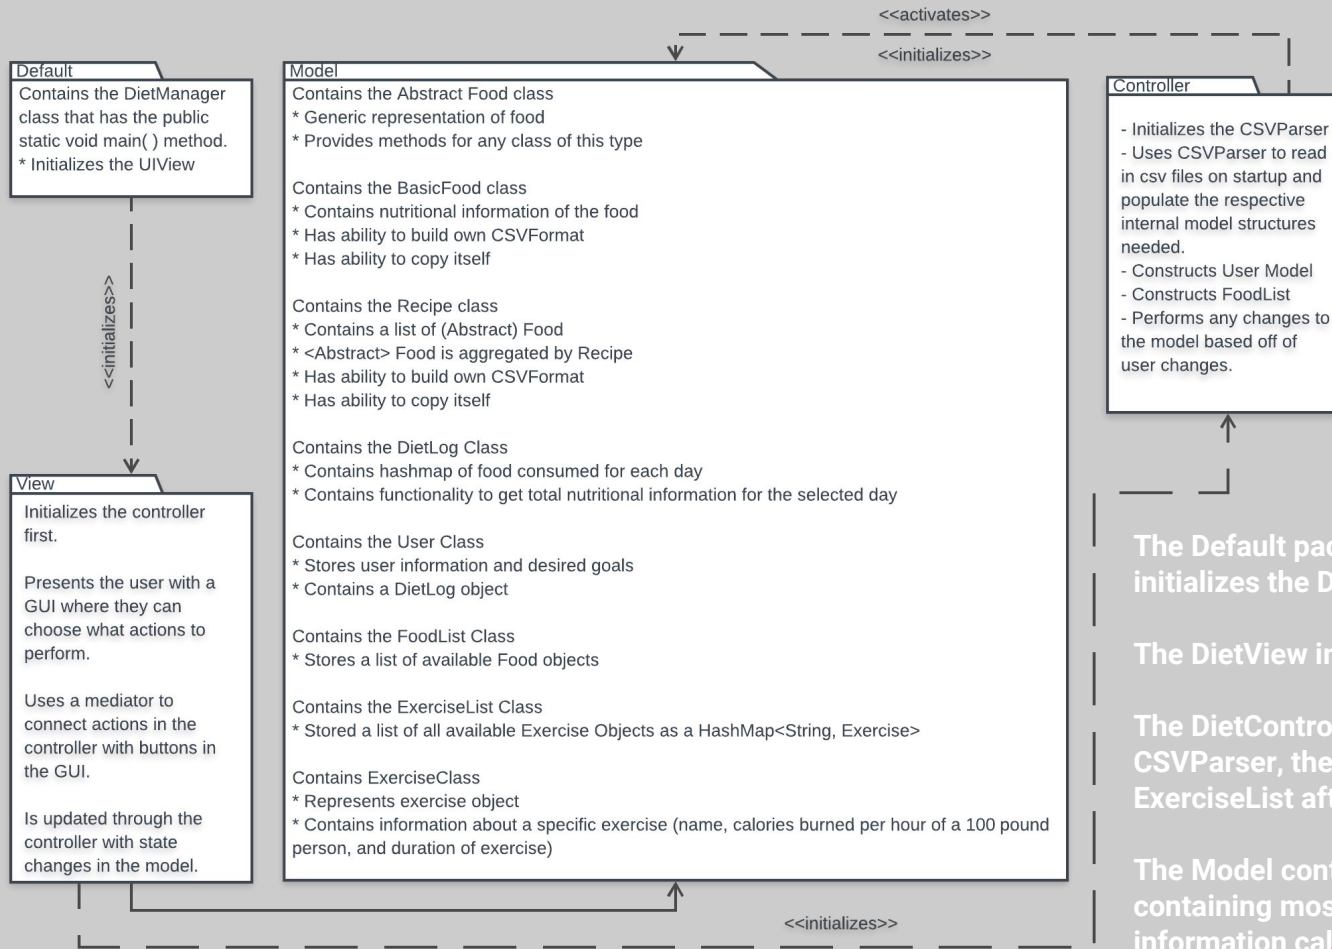 <<activates>>
<<initializes>>
Default
Contains the DietManager
class that has the public
static void main( ) method.
* Initializes the UIView
<<initializes>>
View
Initializes the controller
first.
Presents the user with a
GUI where they can
choose what actions to
perform.
Uses a mediator to
connect actions in the
controller with buttons in
the GUI.
Is updated through the
controller with state
changes in the model.
Model
Contains the Abstract Food class
* Generic representation of food
* Provides methods for any class of this type
Contains the BasicFood class
* Contains nutritional information of the food
* Has ability to build own CSVFormat
* Has ability to copy itself
Contains the Recipe class
* Contains a list of (Abstract) Food
* <Abstract> Food is aggregated by Recipe
* Has ability to build own CSVFormat
* Has ability to copy itself
Contains the DietLog Class
* Contains hashmap of food consumed for each day
* Contains functionality to get total nutritional information for the selected day
Contains the User Class
* Stores user information and desired goals
* Contains a DietLog object
Contains the FoodList Class
* Stores a list of available Food objects
Contains the ExerciseList Class
* Stored a list of all available Exercise Objects as a HashMap<String, Exercise>
Contains ExerciseClass
* Represents exercise object
* Contains information about a specific exercise (name, calories burned per hour of a 100 pound
person, and duration of exercise)
<<initializes>>
Controller
- Initializes the CSVParser
- Uses CSVParser to read
in csv files on startup and
populate the respective
internal model structures
needed.
- Constructs User Model
- Constructs FoodList
- Performs any changes to
the model based off of
user changes.
The Default
initializes the
The DietView
CSVParser, the
ExerciseList
The Model
containing
information